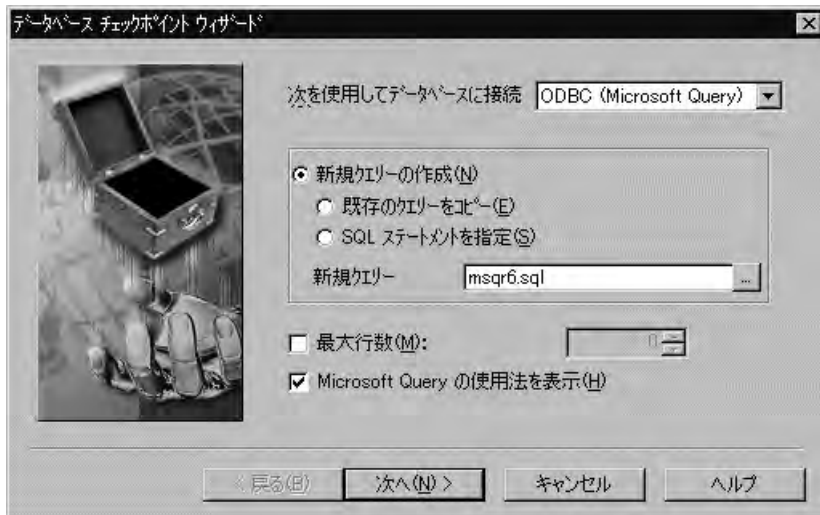 データベース チェックポイント ウィザード
次を使用してデータベースに接続 ODBC (Microsoft Query)
新規クエリーの作成(N)
既存のクエリーをコピー(E)
SQL ステートメントを指定(S)
新規クエリー msqr6.sql ...
最大行数(M): 0
Microsoft Query の使用法を表示(H)
< 戻る(B) 次へ(N) > キャンセル ヘルプ